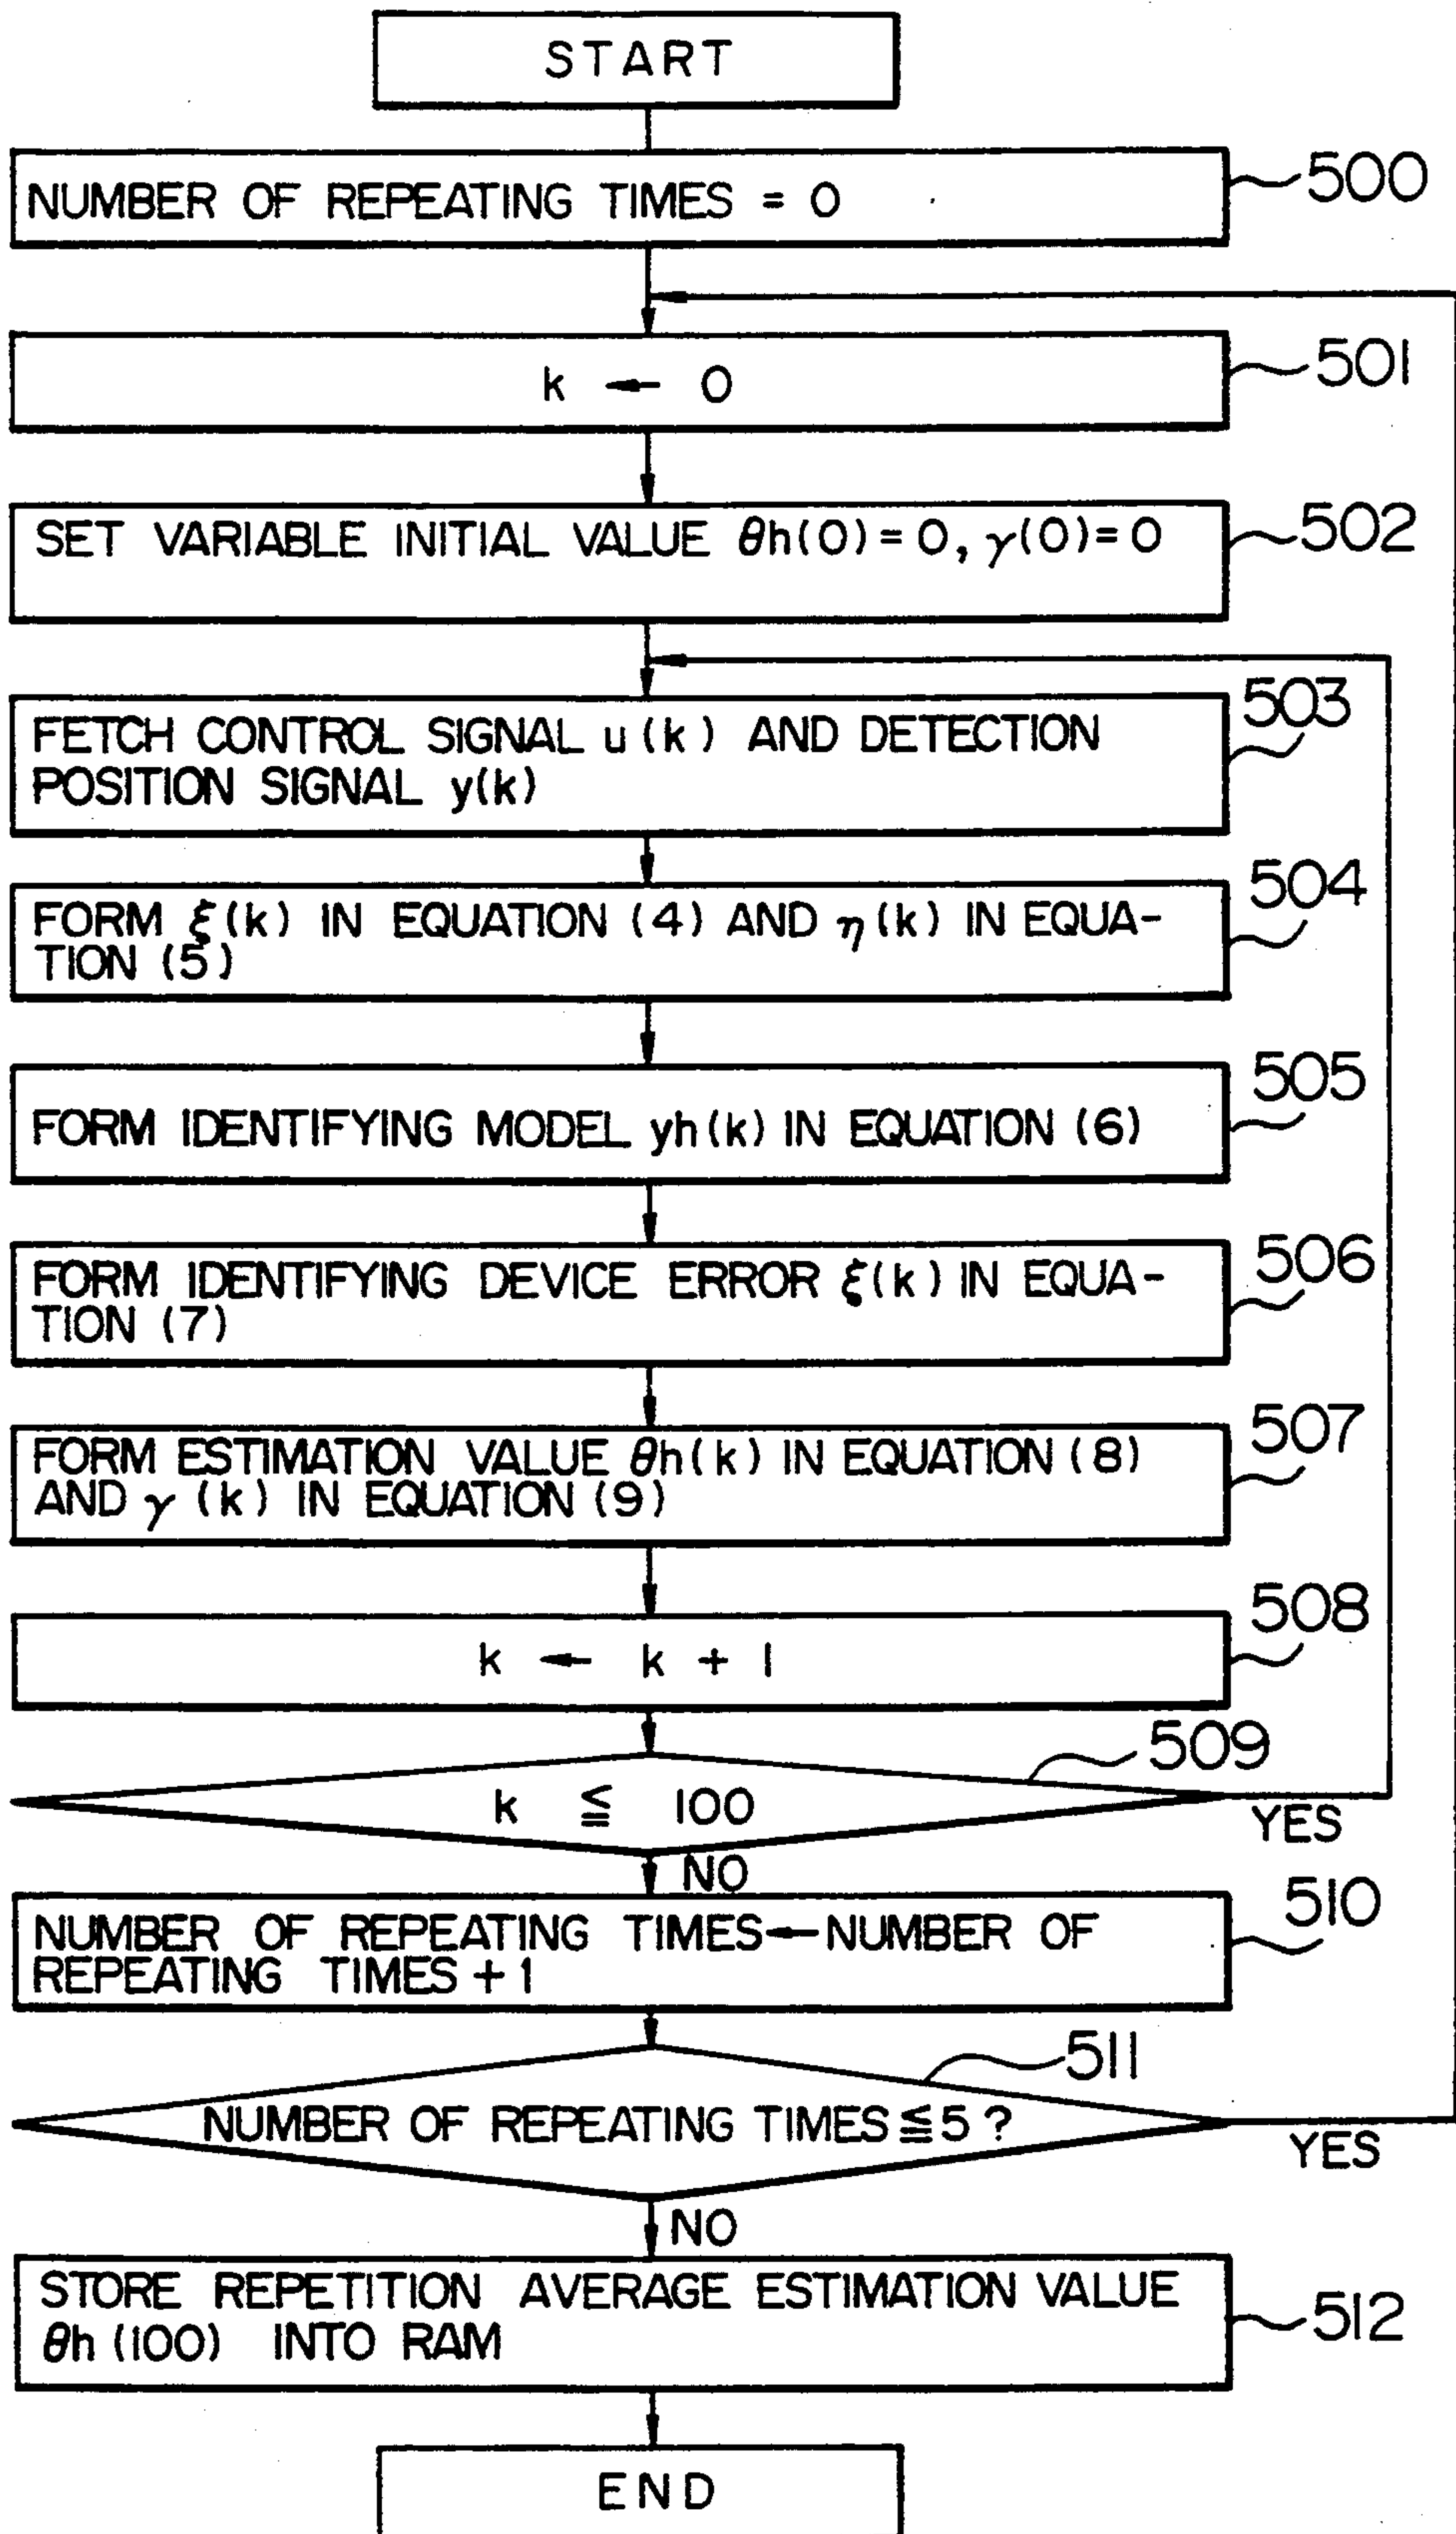 START
NUMBER OF REPEATING TIMES = 0
500
k ← 0
501
SET VARIABLE INITIAL VALUE θh(0)=0, γ(0)=0
502
FETCH CONTROL SIGNAL u(k) AND DETECTION
POSITION SIGNAL y(k)
503
FORM ξ(k) IN EQUATION (4) AND η(k) IN EQUA-
TION (5)
504
FORM IDENTIFYING MODEL yh(k) IN EQUATION (6)
505
FORM IDENTIFYING DEVICE ERROR ξ(k) IN EQUA-
TION (7)
506
FORM ESTIMATION VALUE θh(k) IN EQUATION (8)
AND γ(k) IN EQUATION (9)
507
k ← k + 1
508
509
k ≦ 100
YES
NO
NUMBER OF REPEATING TIMES←NUMBER OF
REPEATING TIMES + 1
510
511
NUMBER OF REPEATING TIMES≦5?
YES
NO
STORE REPETITION AVERAGE ESTIMATION VALUE
θh (100) INTO RAM
512
END